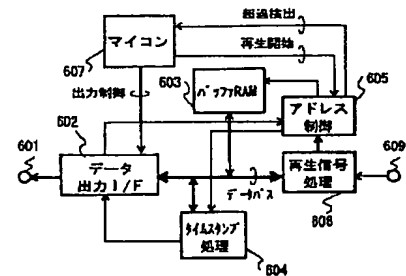 超過検出
マイコン
再生開始
607
603
605
バッファRAM
出力制御
アドレス
制御
602
601
609
データ
出力I/F
再生信号
処理
データバス
608
タイムスタンプ
処理
604